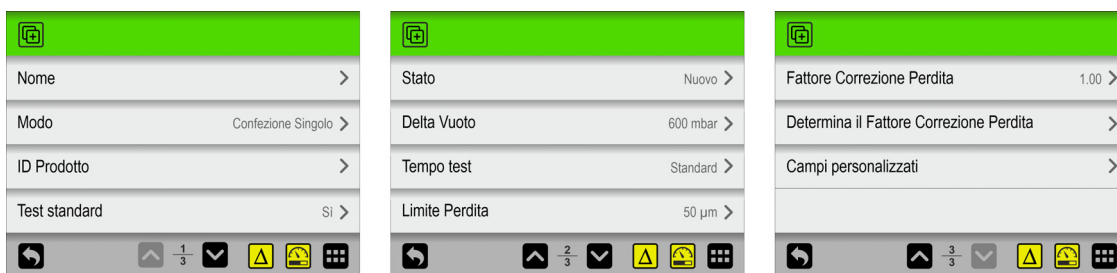 Nome
Modo Confezione Singolo
ID Prodotto
Test standard Sì
1/3
Stato Nuovo
Delta Vuoto 600 mbar
Tempo test Standard
Limite Perdita 50 µm
2/3
Fattore Correzione Perdita 1.00
Determina il Fattore Correzione Perdita
Campi personalizzati
3/3